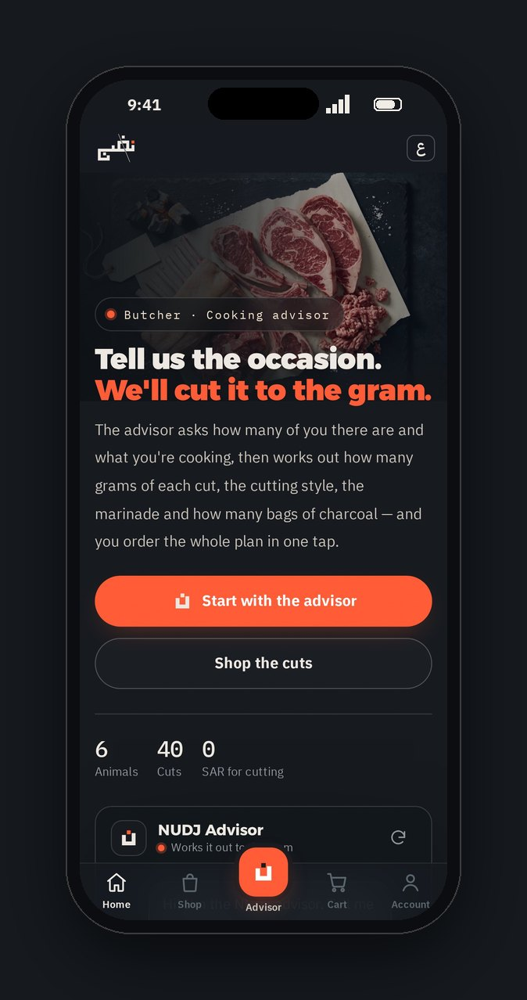 9:41
نضج
ع
Butcher · Cooking advisor
Tell us the occasion.
We'll cut it to the gram.
The advisor asks how many of you there are and
what you're cooking, then works out how many
grams of each cut, the cutting style, the
marinade and how many bags of charcoal — and
you order the whole plan in one tap.
Start with the advisor
Shop the cuts
6 40 0
Animals Cuts SAR for cutting
NUDJ Advisor
Works it out to
Home Shop Advisor Cart Account